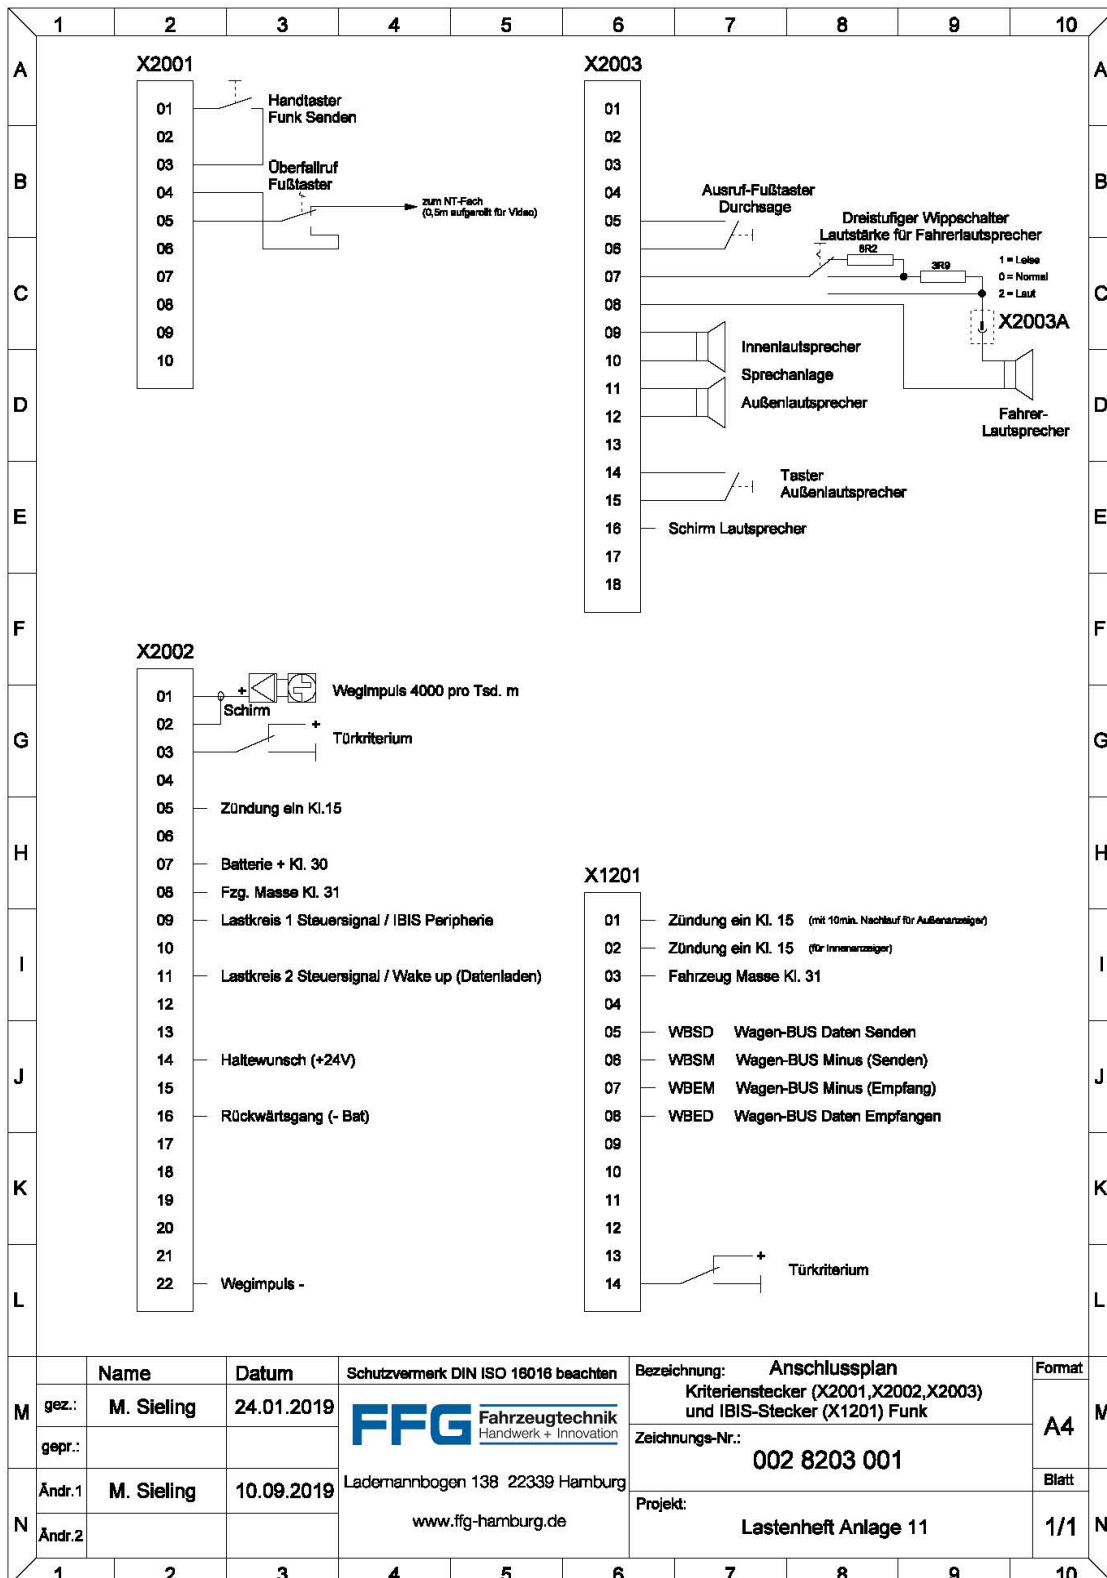 1 2 3 4 5 6 7 8 9 10
A
B
C
D
E
F
G
H
I
J
K
L
M
N
X2001
01
Handtaster
Funk Senden
02
03
Überfallruf
Fußtaster
04
zum NT-Fach
(0,5m aufgerollt für Video)
05
06
07
08
09
10
X2003
01
02
03
04
Ausruf-Fußtaster
Durchsage
05
06
Dreistufiger Wippschalter
Lautstärke für Fahrerlautsprecher
6R2
3R9
1 = Leise
0 = Normal
2 = Laut
X2003A
07
08
09
Innenlautsprecher
10
Sprechanlage
11
Außenlautsprecher
12
Fahrer-
Lautsprecher
13
14
Taster
Außenlautsprecher
15
16 Schirm Lautsprecher
17
18
X2002
01 + Wegimpuls 4000 pro Tsd. m
Schirm
02 +
Türkriterium
03
04
05 Zündung ein Kl.15
06
07 Batterie + Kl. 30
08 Fzg. Masse Kl. 31
09 Lastkreis 1 Steuersignal / IBIS Peripherie
10
11 Lastkreis 2 Steuersignal / Wake up (Datenladen)
12
13
14 Haltewunsch (+24V)
15
16 Rückwärtsgang (- Bat)
17
18
19
20
21
22 Wegimpuls -
X1201
01 Zündung ein Kl. 15 (mit 10min. Nachlauf für Außenanzeiger)
02 Zündung ein Kl. 15 (für Innenanzeiger)
03 Fahrzeug Masse Kl. 31
04
05 WBSD Wagen-BUS Daten Senden
06 WBSM Wagen-BUS Minus (Senden)
07 WBEM Wagen-BUS Minus (Empfang)
08 WBED Wagen-BUS Daten Empfangen
09
10
11
12
13 +
Türkriterium
14
A
B
C
D
E
F
G
H
I
J
K
L
M
N
Name Datum
gez.: M. Sieling 24.01.2019
gepr.:
Ändr.1 M. Sieling 10.09.2019
Ändr.2
Schutzvermerk DIN ISO 16016 beachten
FFG Fahrzeugtechnik
Handwerk + Innovation
Lademannbogen 138 22339 Hamburg
www.ffg-hamburg.de
Bezeichnung: Anschlussplan
Kriterienstecker (X2001,X2002,X2003)
und IBIS-Stecker (X1201) Funk
Zeichnungs-Nr.:
002 8203 001
Projekt:
Lastenheft Anlage 11
Format
A4
Blatt
1/1
1 2 3 4 5 6 7 8 9 10